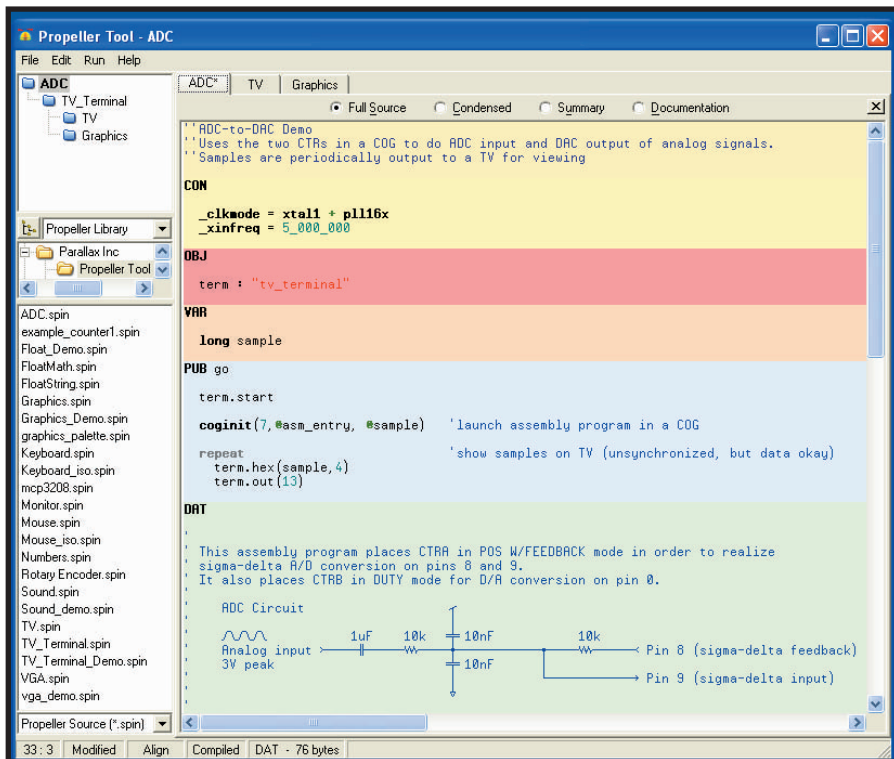 Propeller Tool - ADC
File Edit Run Help
ADC
TV_Terminal
TV
Graphics
Propeller Library
Parallax Inc
Propeller Tool
ADC.spin
example_counter1.spin
Float_Demo.spin
FloatMath.spin
FloatString.spin
Graphics.spin
Graphics_Demo.spin
graphics_palette.spin
Keyboard.spin
Keyboard_iso.spin
mcp3208.spin
Monitor.spin
Mouse.spin
Mouse_iso.spin
Numbers.spin
Rotary Encoder.spin
Sound.spin
Sound_demo.spin
TV.spin
TV_Terminal.spin
TV_Terminal_Demo.spin
VGA.spin
vga_demo.spin
Propeller Source (*.spin)
ADC* TV Graphics
Full Source Condensed Summary Documentation
''ADC-to-DAC Demo
''Uses the two CTRs in a COG to do ADC input and DAC output of analog signals.
''Samples are periodically output to a TV for viewing
CON
_clkmode = xtal1 + pll16x
_xinfreq = 5_000_000
OBJ
term : "tv_terminal"
VAR
long sample
PUB go
term.start
coginit(7,@asm_entry, @sample) 'launch assembly program in a COG
repeat 'show samples on TV (unsynchronized, but data okay)
term.hex(sample,4)
term.out(13)
DAT
'
' This assembly program places CTRA in POS W/FEEDBACK mode in order to realize
' sigma-delta A/D conversion on pins 8 and 9.
' It also places CTRB in DUTY mode for D/A conversion on pin 0.
'
' ADC Circuit
'
' 1uF 10k 10nF 10k
' Analog input Pin 8 (sigma-delta feedback)
' 3V peak 10nF
' Pin 9 (sigma-delta input)
'
33 : 3 Modified Align Compiled DAT - 76 bytes